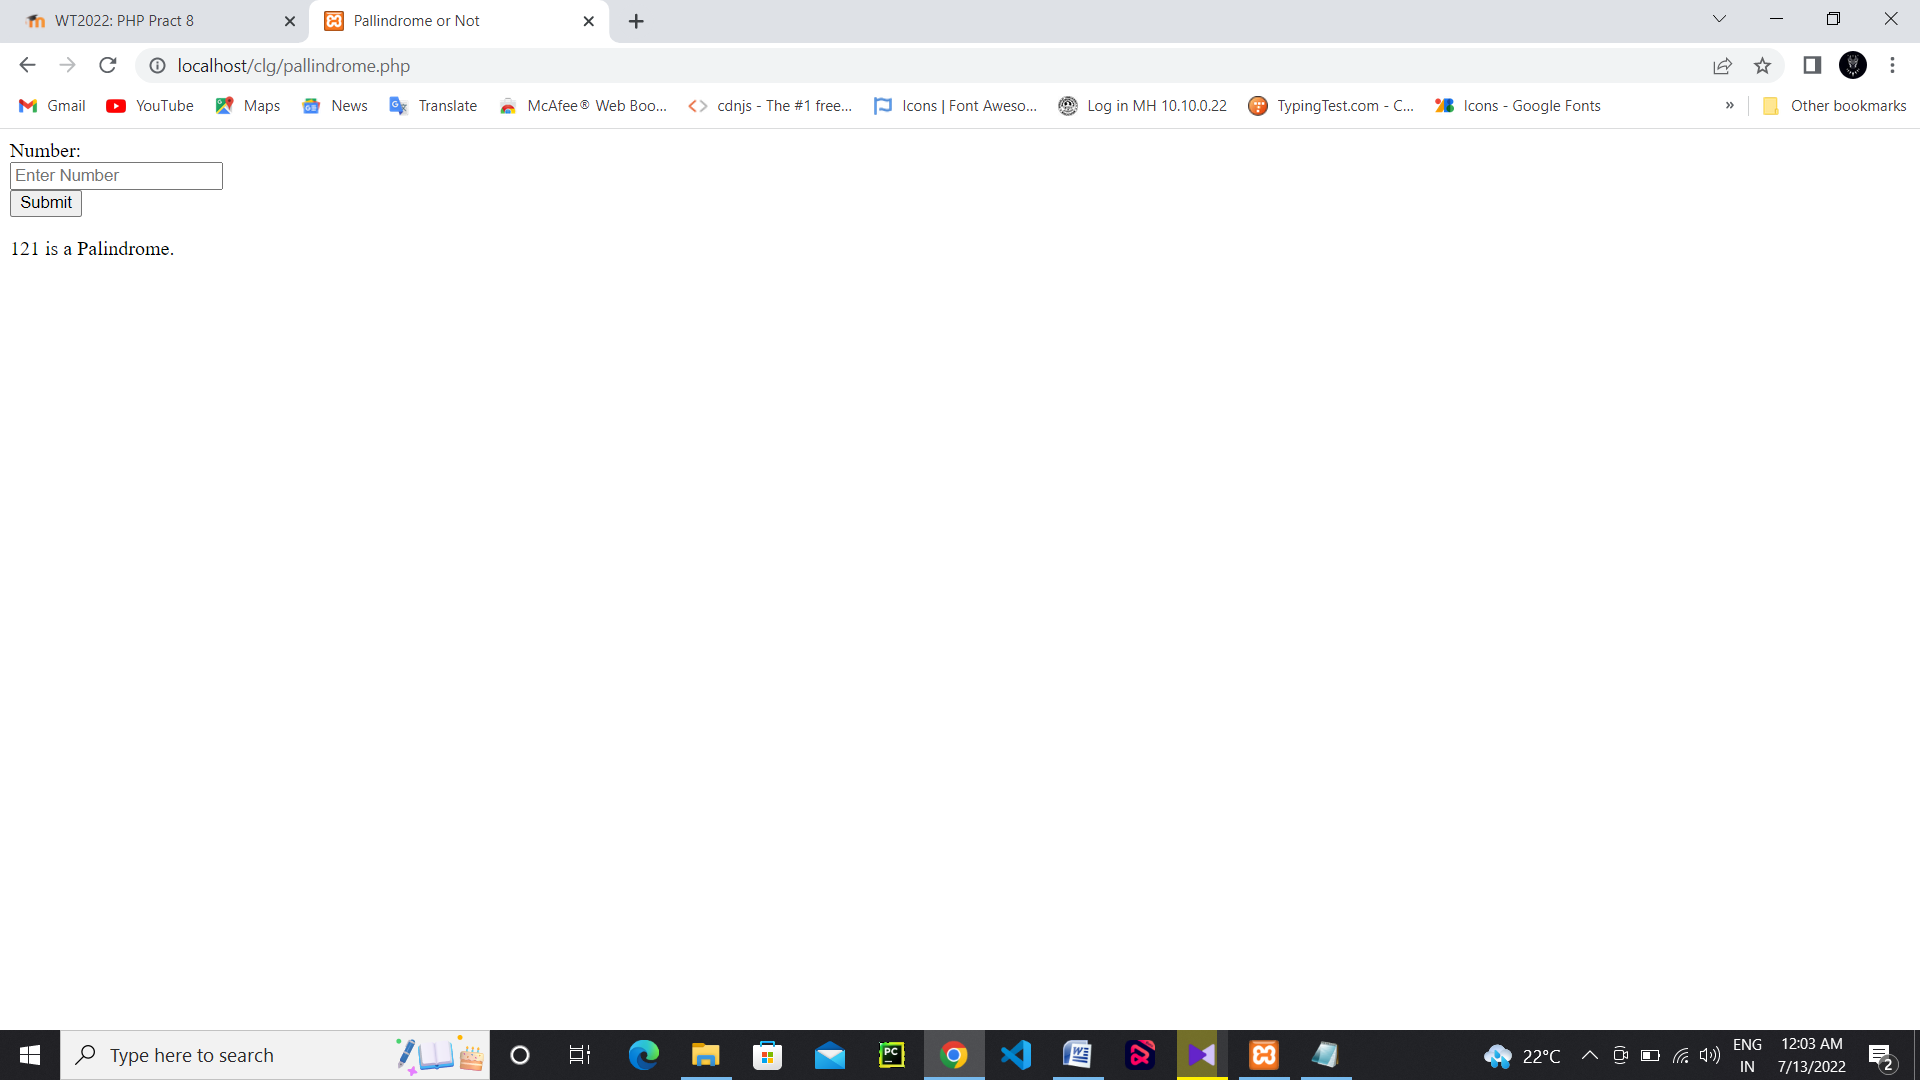 WT2022: PHP Pract 8
Pallindrome or Not
localhost/clg/pallindrome.php
Gmail
YouTube
Maps
News
Translate
McAfee® Web Boo...
cdnjs - The #1 free...
Icons | Font Aweso...
Log in MH 10.10.0.22
TypingTest.com - C...
Icons - Google Fonts
»
Other bookmarks
Number:
Enter Number
Submit
121 is a Palindrome.
Type here to search
PC
22°C
ENG
IN
12:03 AM
7/13/2022
2